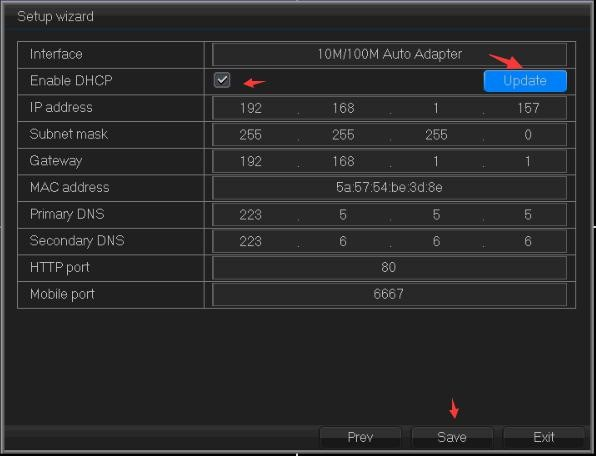 Setup wizard
Interface 10M/100M Auto Adapter
Enable DHCP Update
IP address 192 . 168 . 1 . 157
Subnet mask 255 . 255 . 255 . 0
Gateway 192 . 168 . 1 . 1
MAC address 5a:57:54:be:3d:8e
Primary DNS 223 . 5 . 5 . 5
Secondary DNS 223 . 6 . 6 . 6
HTTP port 80
Mobile port 6667
Prev Save Exit